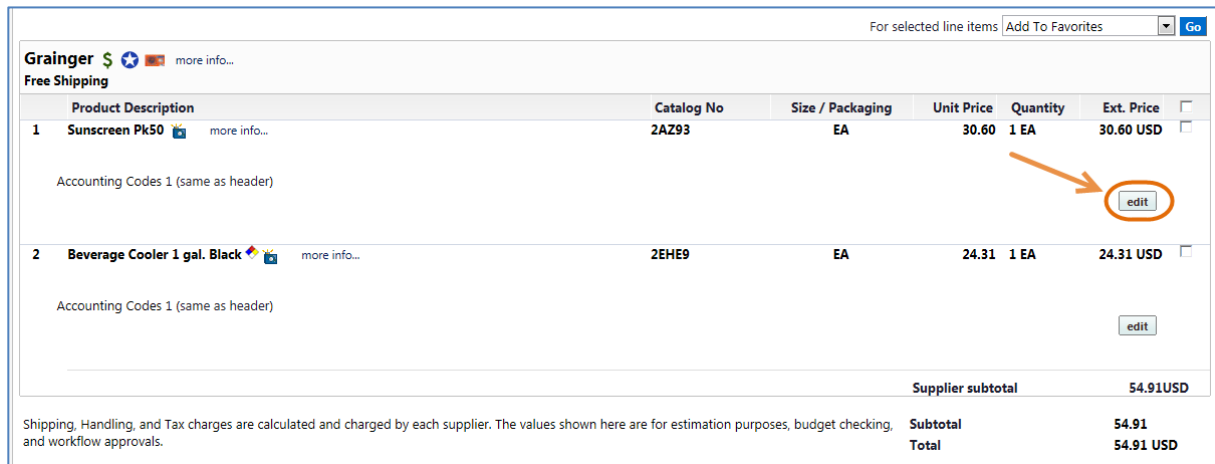 For selected line items Add To Favorites Go
Grainger $ more info...
Free Shipping
Product Description Catalog No Size / Packaging Unit Price Quantity Ext. Price
1 Sunscreen Pk50 more info... 2AZ93 EA 30.60 1 EA 30.60 USD
Accounting Codes 1 (same as header)
edit
2 Beverage Cooler 1 gal. Black more info... 2EHE9 EA 24.31 1 EA 24.31 USD
Accounting Codes 1 (same as header)
edit
Supplier subtotal 54.91USD
Shipping, Handling, and Tax charges are calculated and charged by each supplier. The values shown here are for estimation purposes, budget checking, Subtotal 54.91
and workflow approvals. Total 54.91 USD